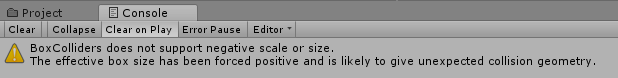 Project Console
Clear Collapse Clear on Play Error Pause Editor
BoxColliders does not support negative scale or size.
The effective box size has been forced positive and is likely to give unexpected collision geometry.